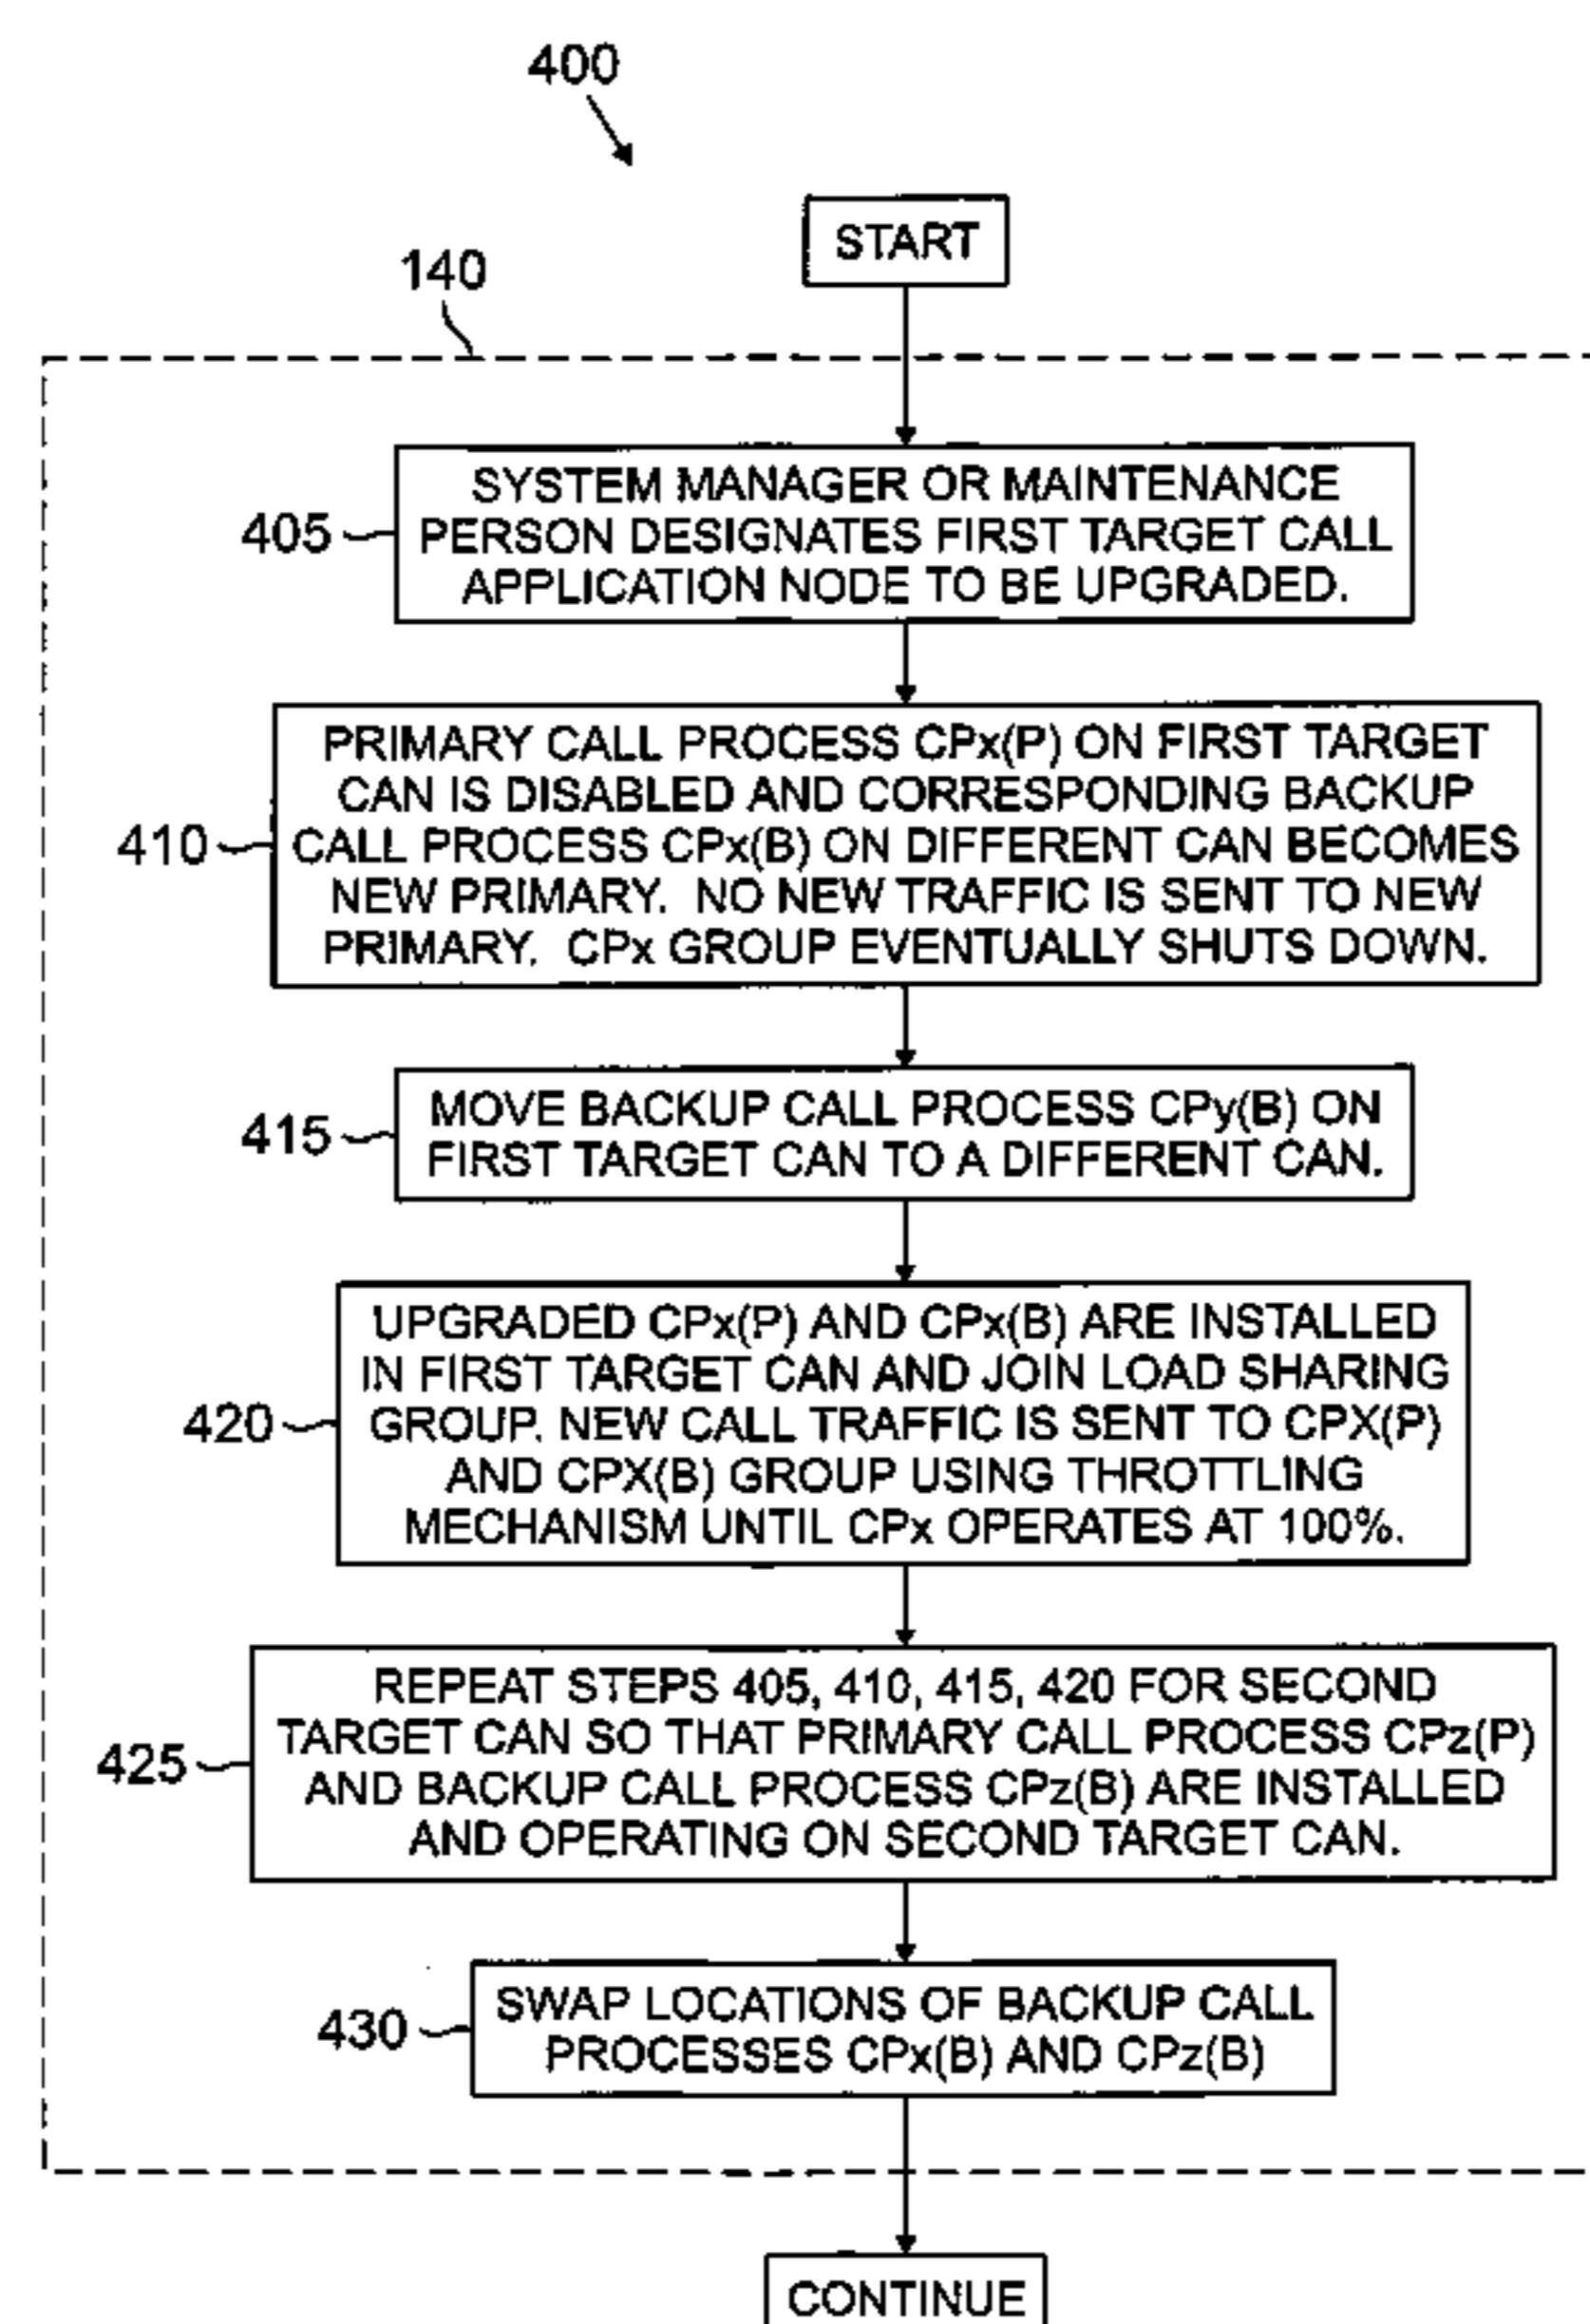 400
START
140
SYSTEM MANAGER OR MAINTENANCE
405
PERSON DESIGNATES FIRST TARGET CALL
APPLICATION NODE TO BE UPGRADED.
PRIMARY CALL PROCESS CPx(P) ON FIRST TARGET
CAN IS DISABLED AND CORRESPONDING BACKUP
410
CALL PROCESS CPx(B) ON DIFFERENT CAN BECOMES
NEW PRIMARY. NO NEW TRAFFIC IS SENT TO NEW
PRIMARY. CPx GROUP EVENTUALLY SHUTS DOWN.
415
MOVE BACKUP CALL PROCESS CPy(B) ON
FIRST TARGET CAN TO A DIFFERENT CAN.
UPGRADED CPx(P) AND CPx(B) ARE INSTALLED
IN FIRST TARGET CAN AND JOIN LOAD SHARING
420
GROUP. NEW CALL TRAFFIC IS SENT TO CPX(P)
AND CPX(B) GROUP USING THROTTLING
MECHANISM UNTIL CPx OPERATES AT 100%.
REPEAT STEPS 405, 410, 415, 420 FOR SECOND
TARGET CAN SO THAT PRIMARY CALL PROCESS CPz(P)
425
AND BACKUP CALL PROCESS CPz(B) ARE INSTALLED
AND OPERATING ON SECOND TARGET CAN.
430
SWAP LOCATIONS OF BACKUP CALL
PROCESSES CPx(B) AND CPz(B)
CONTINUE